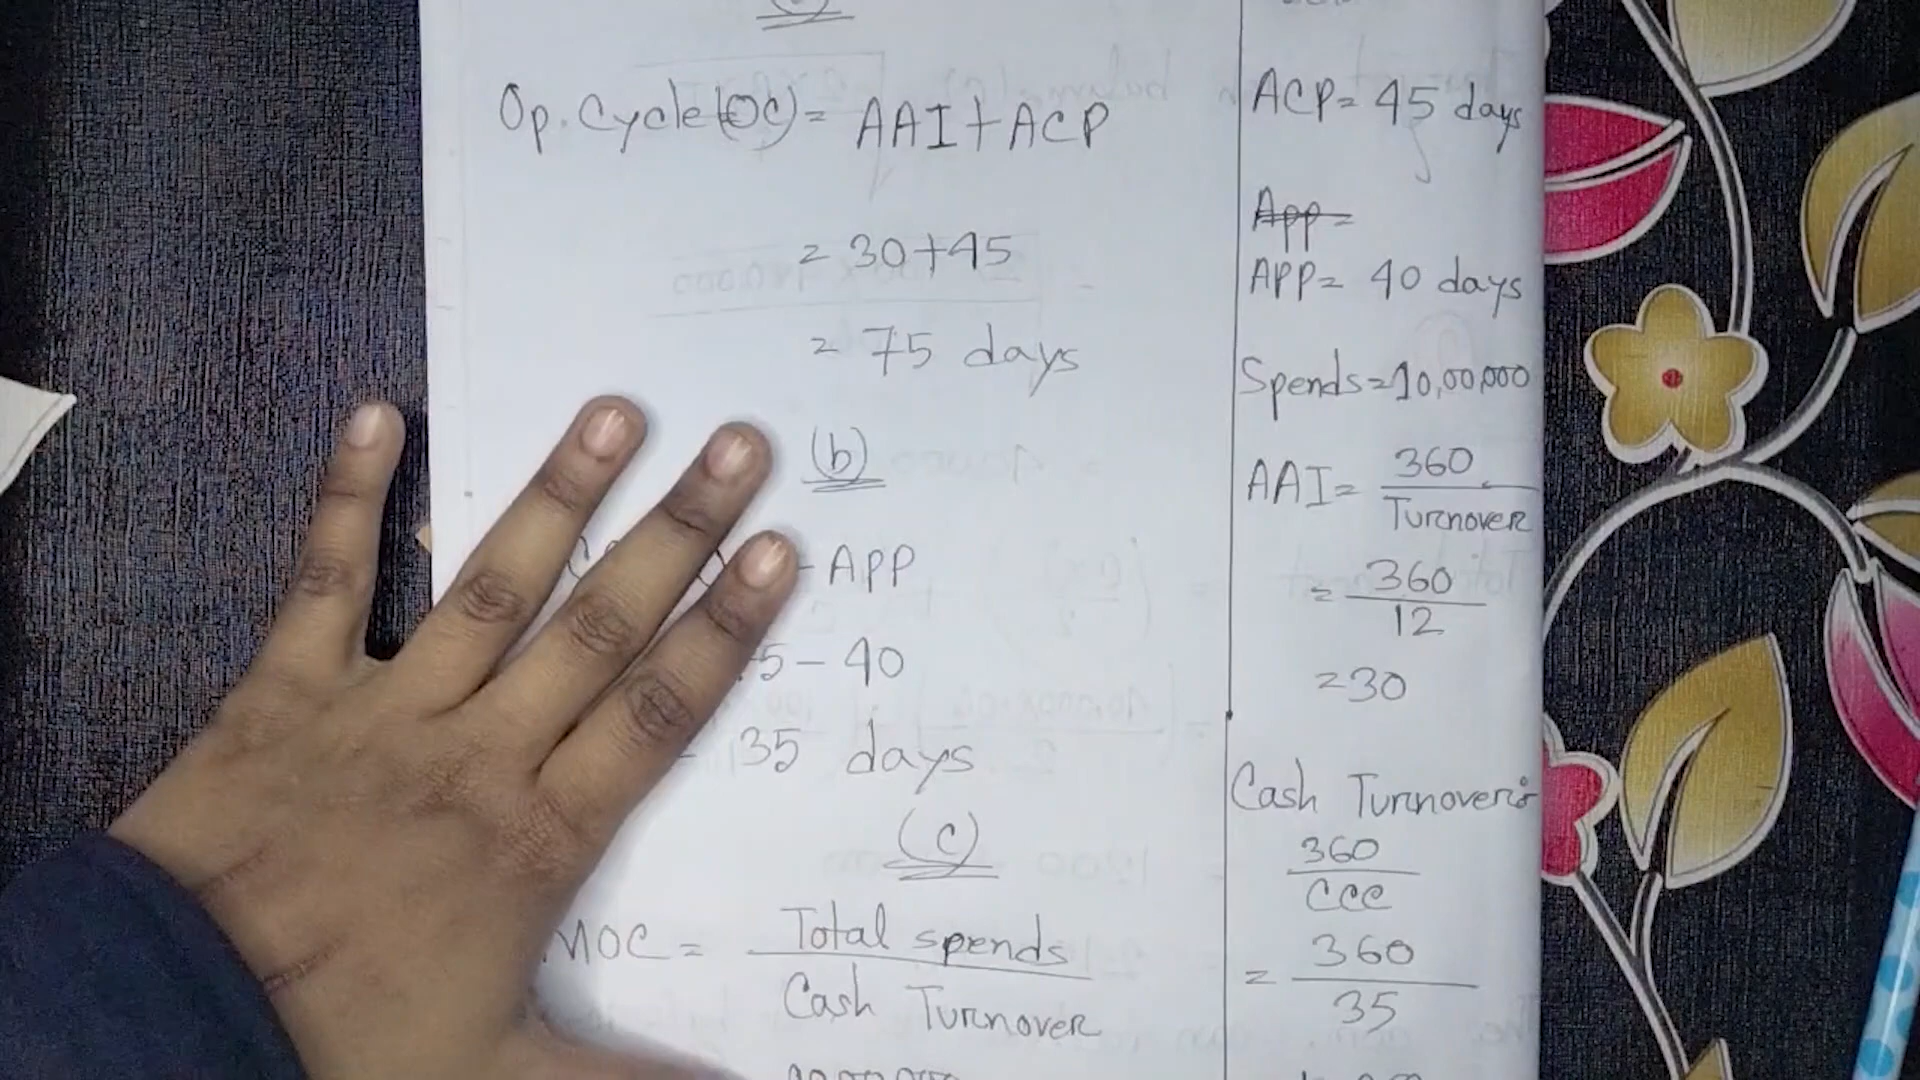 Op. Cycle (OC) = AAI + ACP
= 30+45
= 75 days
(b)
- APP
5 - 40
= 35 days
(c)
MOC = Total spends
Cash Turnover
ACP = 45 days
App =
APP = 40 days
Spends = 10,00,000
AAI = 360
Turnover
= 360
12
= 30
Cash Turnover:
360
CCC
= 360
35